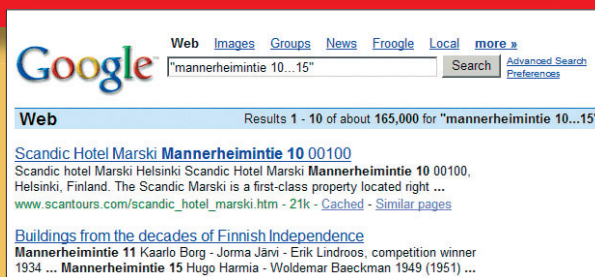 Google
Web Images Groups News Froogle Local more »
"mannerheimintie 10...15" Search Advanced Search
Preferences
Web Results 1 - 10 of about 165,000 for "mannerheimintie 10...15"
Scandic Hotel Marski Mannerheimintie 10 00100
Scandic hotel Marski Helsinki Scandic Hotel Marski Mannerheimintie 10 00100,
Helsinki, Finland. The Scandic Marski is a first-class property located right ...
www.scantours.com/scandic_hotel_marski.htm - 21k - Cached - Similar pages
Buildings from the decades of Finnish Independence
Mannerheimintie 11 Kaarlo Borg - Jorma Järvi - Erik Lindroos, competition winner
1934 ... Mannerheimintie 15 Hugo Harmia - Woldemar Baeckman 1949 (1951) ...